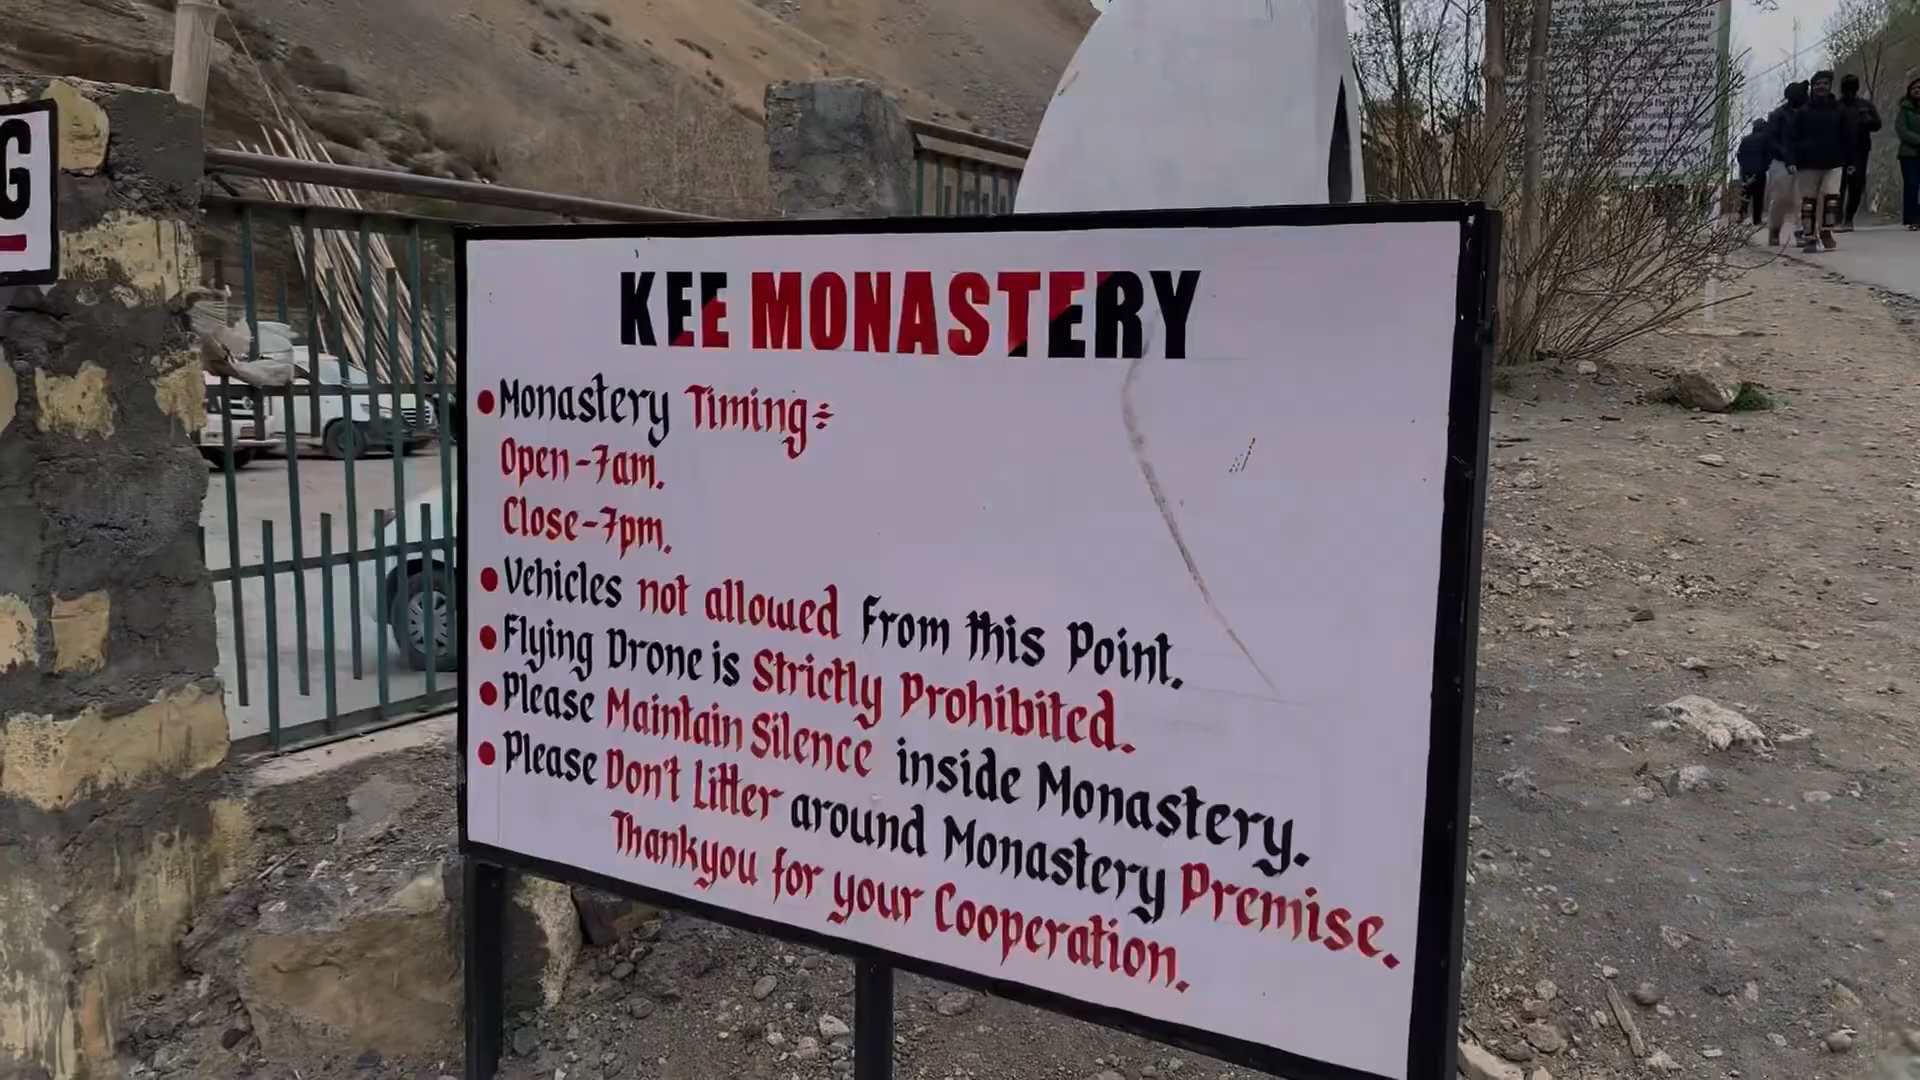 G
KEE MONASTERY
• Monastery Timing:
Open-7am.
Close-7pm.
• Vehicles not allowed from this Point.
• Flying Drone is Strictly Prohibited.
• Please Maintain Silence inside Monastery.
• Please Don't Litter around Monastery Premise.
Thankyou for your Cooperation.